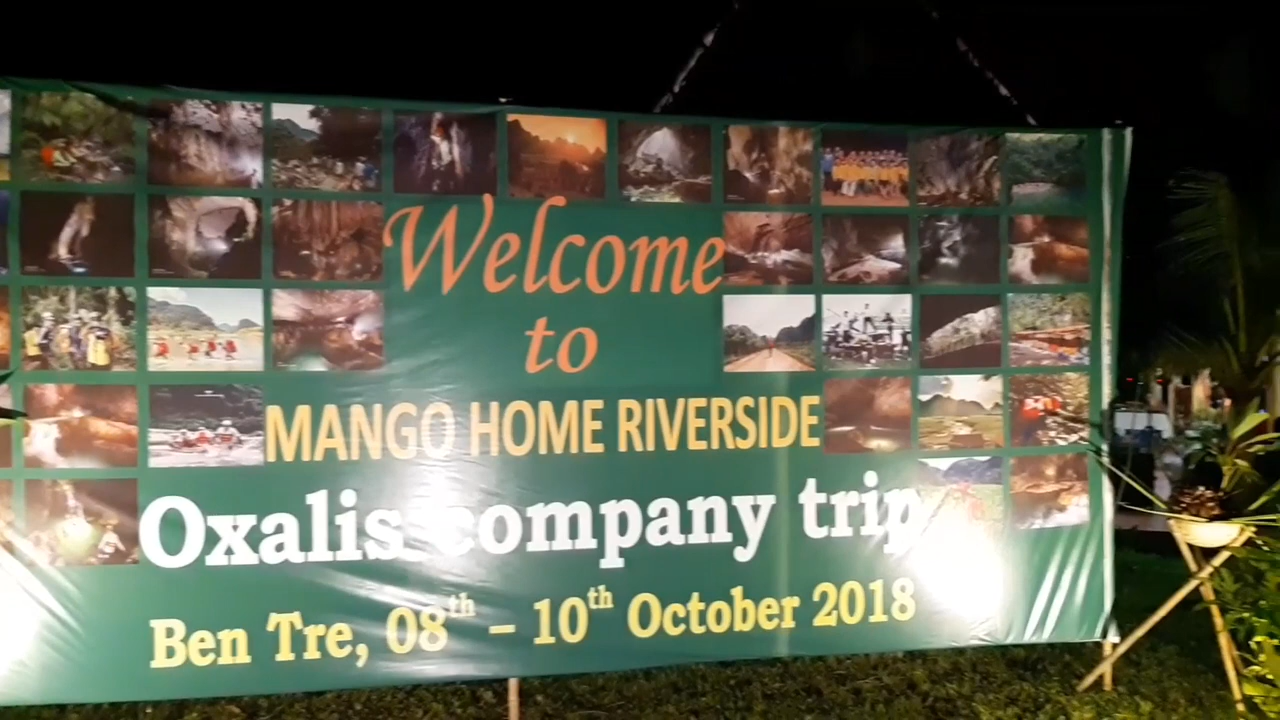 Welcome
to
MANGO HOME RIVERSIDE
Oxalis company trip
Ben Tre, 08th – 10th October 2018